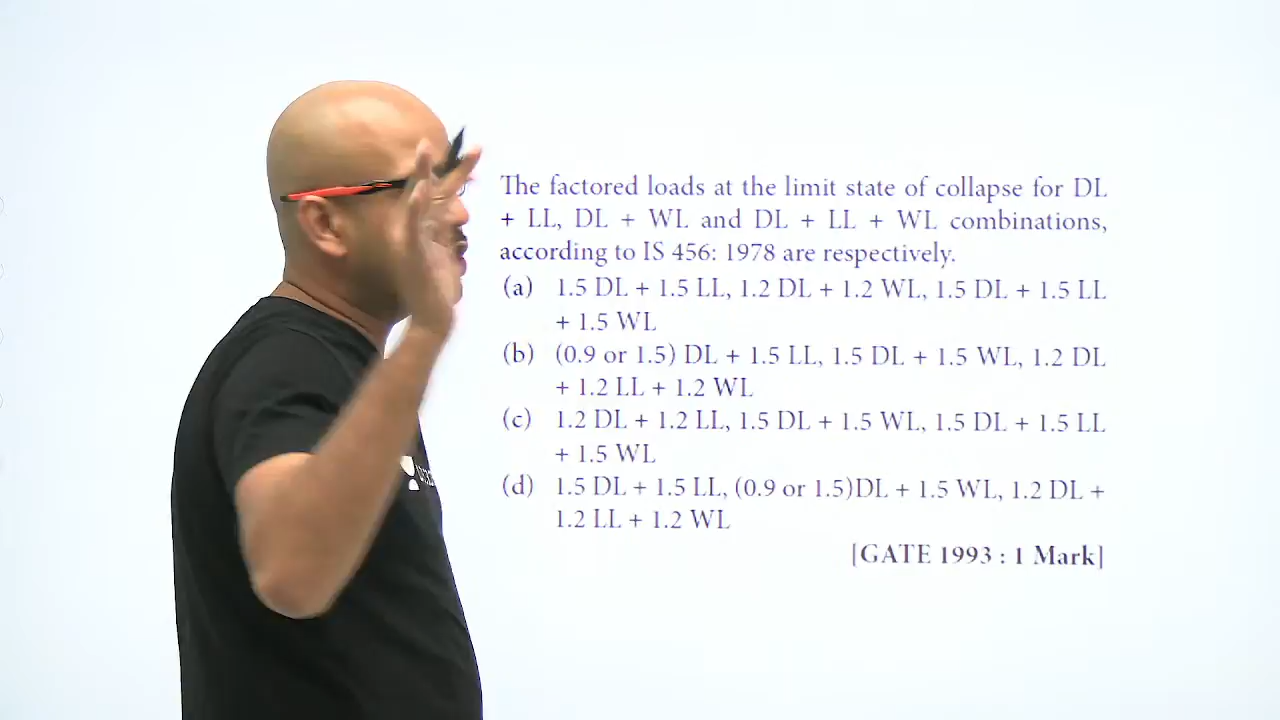 The factored loads at the limit state of collapse for DL
+ LL, DL + WL and DL + LL + WL combinations,
according to IS 456: 1978 are respectively.
(a) 1.5 DL + 1.5 LL, 1.2 DL + 1.2 WL, 1.5 DL + 1.5 LL
+ 1.5 WL
(b) (0.9 or 1.5) DL + 1.5 LL, 1.5 DL + 1.5 WL, 1.2 DL
+ 1.2 LL + 1.2 WL
(c) 1.2 DL + 1.2 LL, 1.5 DL + 1.5 WL, 1.5 DL + 1.5 LL
+ 1.5 WL
(d) 1.5 DL + 1.5 LL, (0.9 or 1.5)DL + 1.5 WL, 1.2 DL +
1.2 LL + 1.2 WL
[GATE 1993 : 1 Mark]